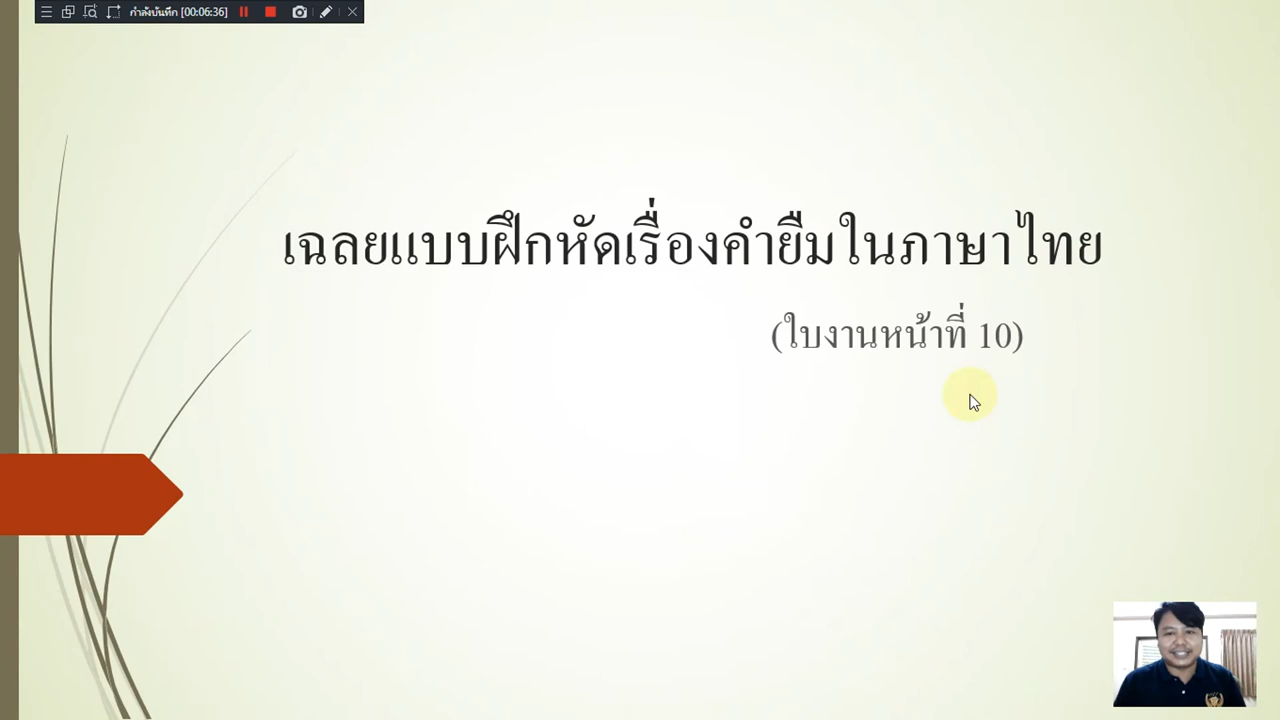 กำลังบันทึก [00:06:36]
เฉลยแบบฝึกหัดเรื่องคำยืมในภาษาไทย
(ใบงานหน้าที่ 10)